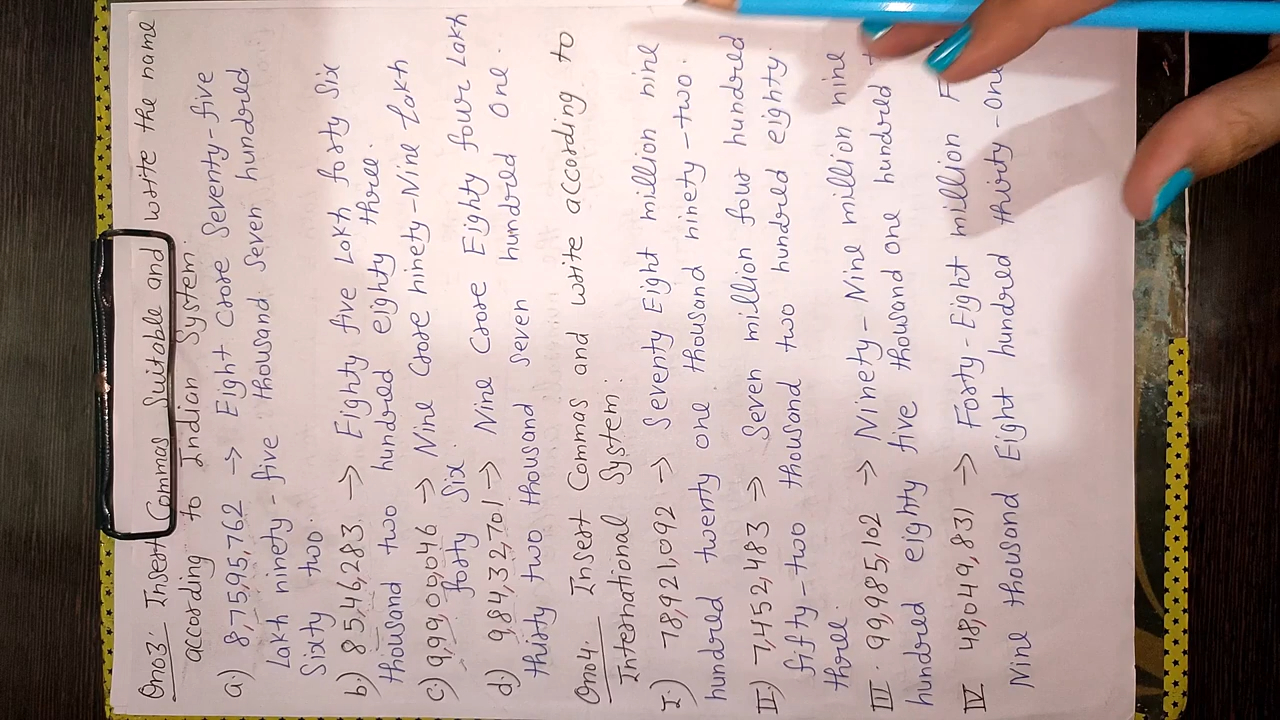 Qno3: Insert Commas Suitable and write the name
according to Indian System.
a.) 8,75,95,762 → Eight Crore Seventy-five
Lakh ninety-five thousand Seven hundred
Sixty two.
b.) 85,46,283 → Eighty five Lakh forty Six
thousand two hundred eighty three.
c.) 9,99,00,046 → Nine Crore ninety-Nine Lakh
forty Six.
d.) 9,84,32,701 → Nine Crore Eighty four Lakh
thirty two thousand seven hundred one.
Qno4: Insert Commas and write according to
International System:
I.) 78,921,092 → Seventy Eight million nine
hundred twenty one thousand ninety-two.
II.) 7,452,483 → Seven million four hundred
fifty-two thousand two hundred eighty
three.
III. 99,985,102 → Ninety-Nine million nine
hundred eighty five thousand one hundred
IV 48,049,831 → Forty-Eight million
Nine thousand Eight hundred thirty-one